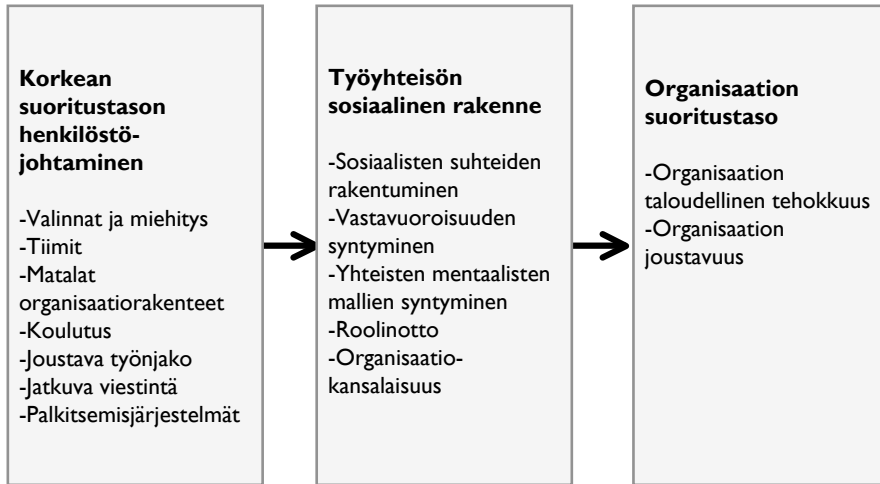 Korkean
suoritustason
henkilöstö-
johtaminen
-Valinnat ja miehitys
-Tiimit
-Matalat
organisaatiorakenteet
-Koulutus
-Joustava työnjako
-Jatkuva viestintä
-Palkitsemisjärjestelmät
Työyhteisön
sosiaalinen rakenne
-Sosiaalisten suhteiden
rakentuminen
-Vastavuoroisuuden
syntyminen
-Yhteisten mentaalisten
mallien syntyminen
-Roolinotto
-Organisaatio-
kansalaisuus
Organisaation
suoritustaso
-Organisaation
taloudellinen tehokkuus
-Organisaation
joustavuus